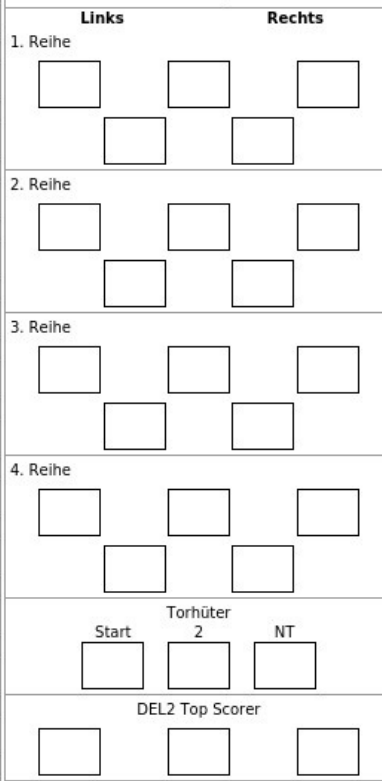 Links Rechts
1. Reihe
2. Reihe
3. Reihe
4. Reihe
Torhüter
Start 2 NT
DEL2 Top Scorer